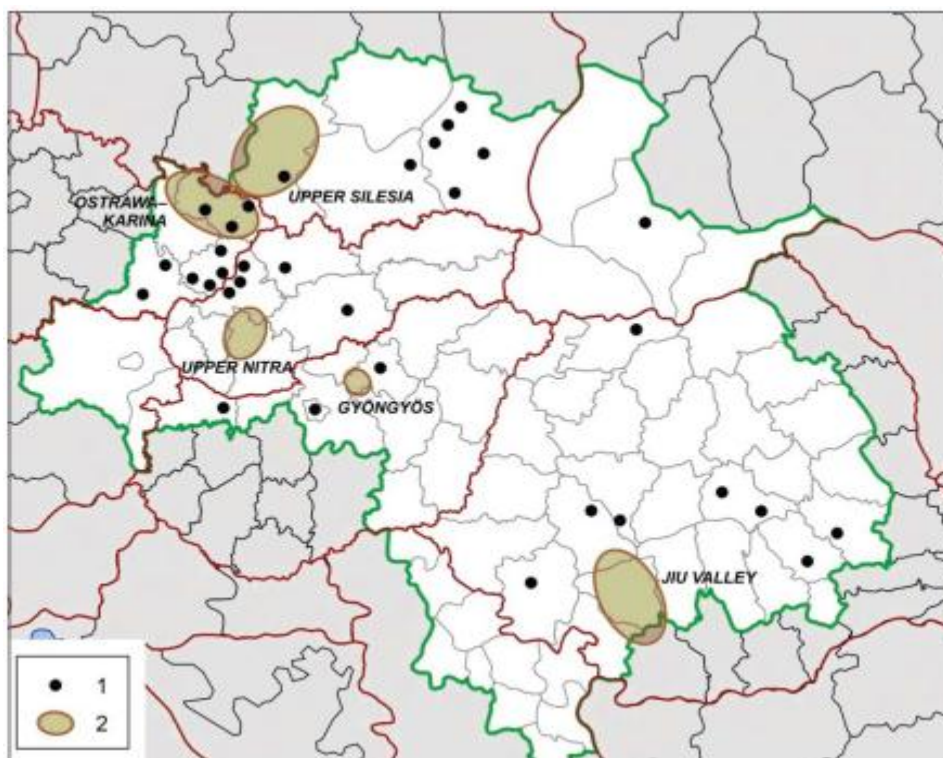 OSTRAWA–
KARINA
UPPER SILESIA
UPPER NITRA
GYÖNGYÖS
JIU VALLEY
1
2